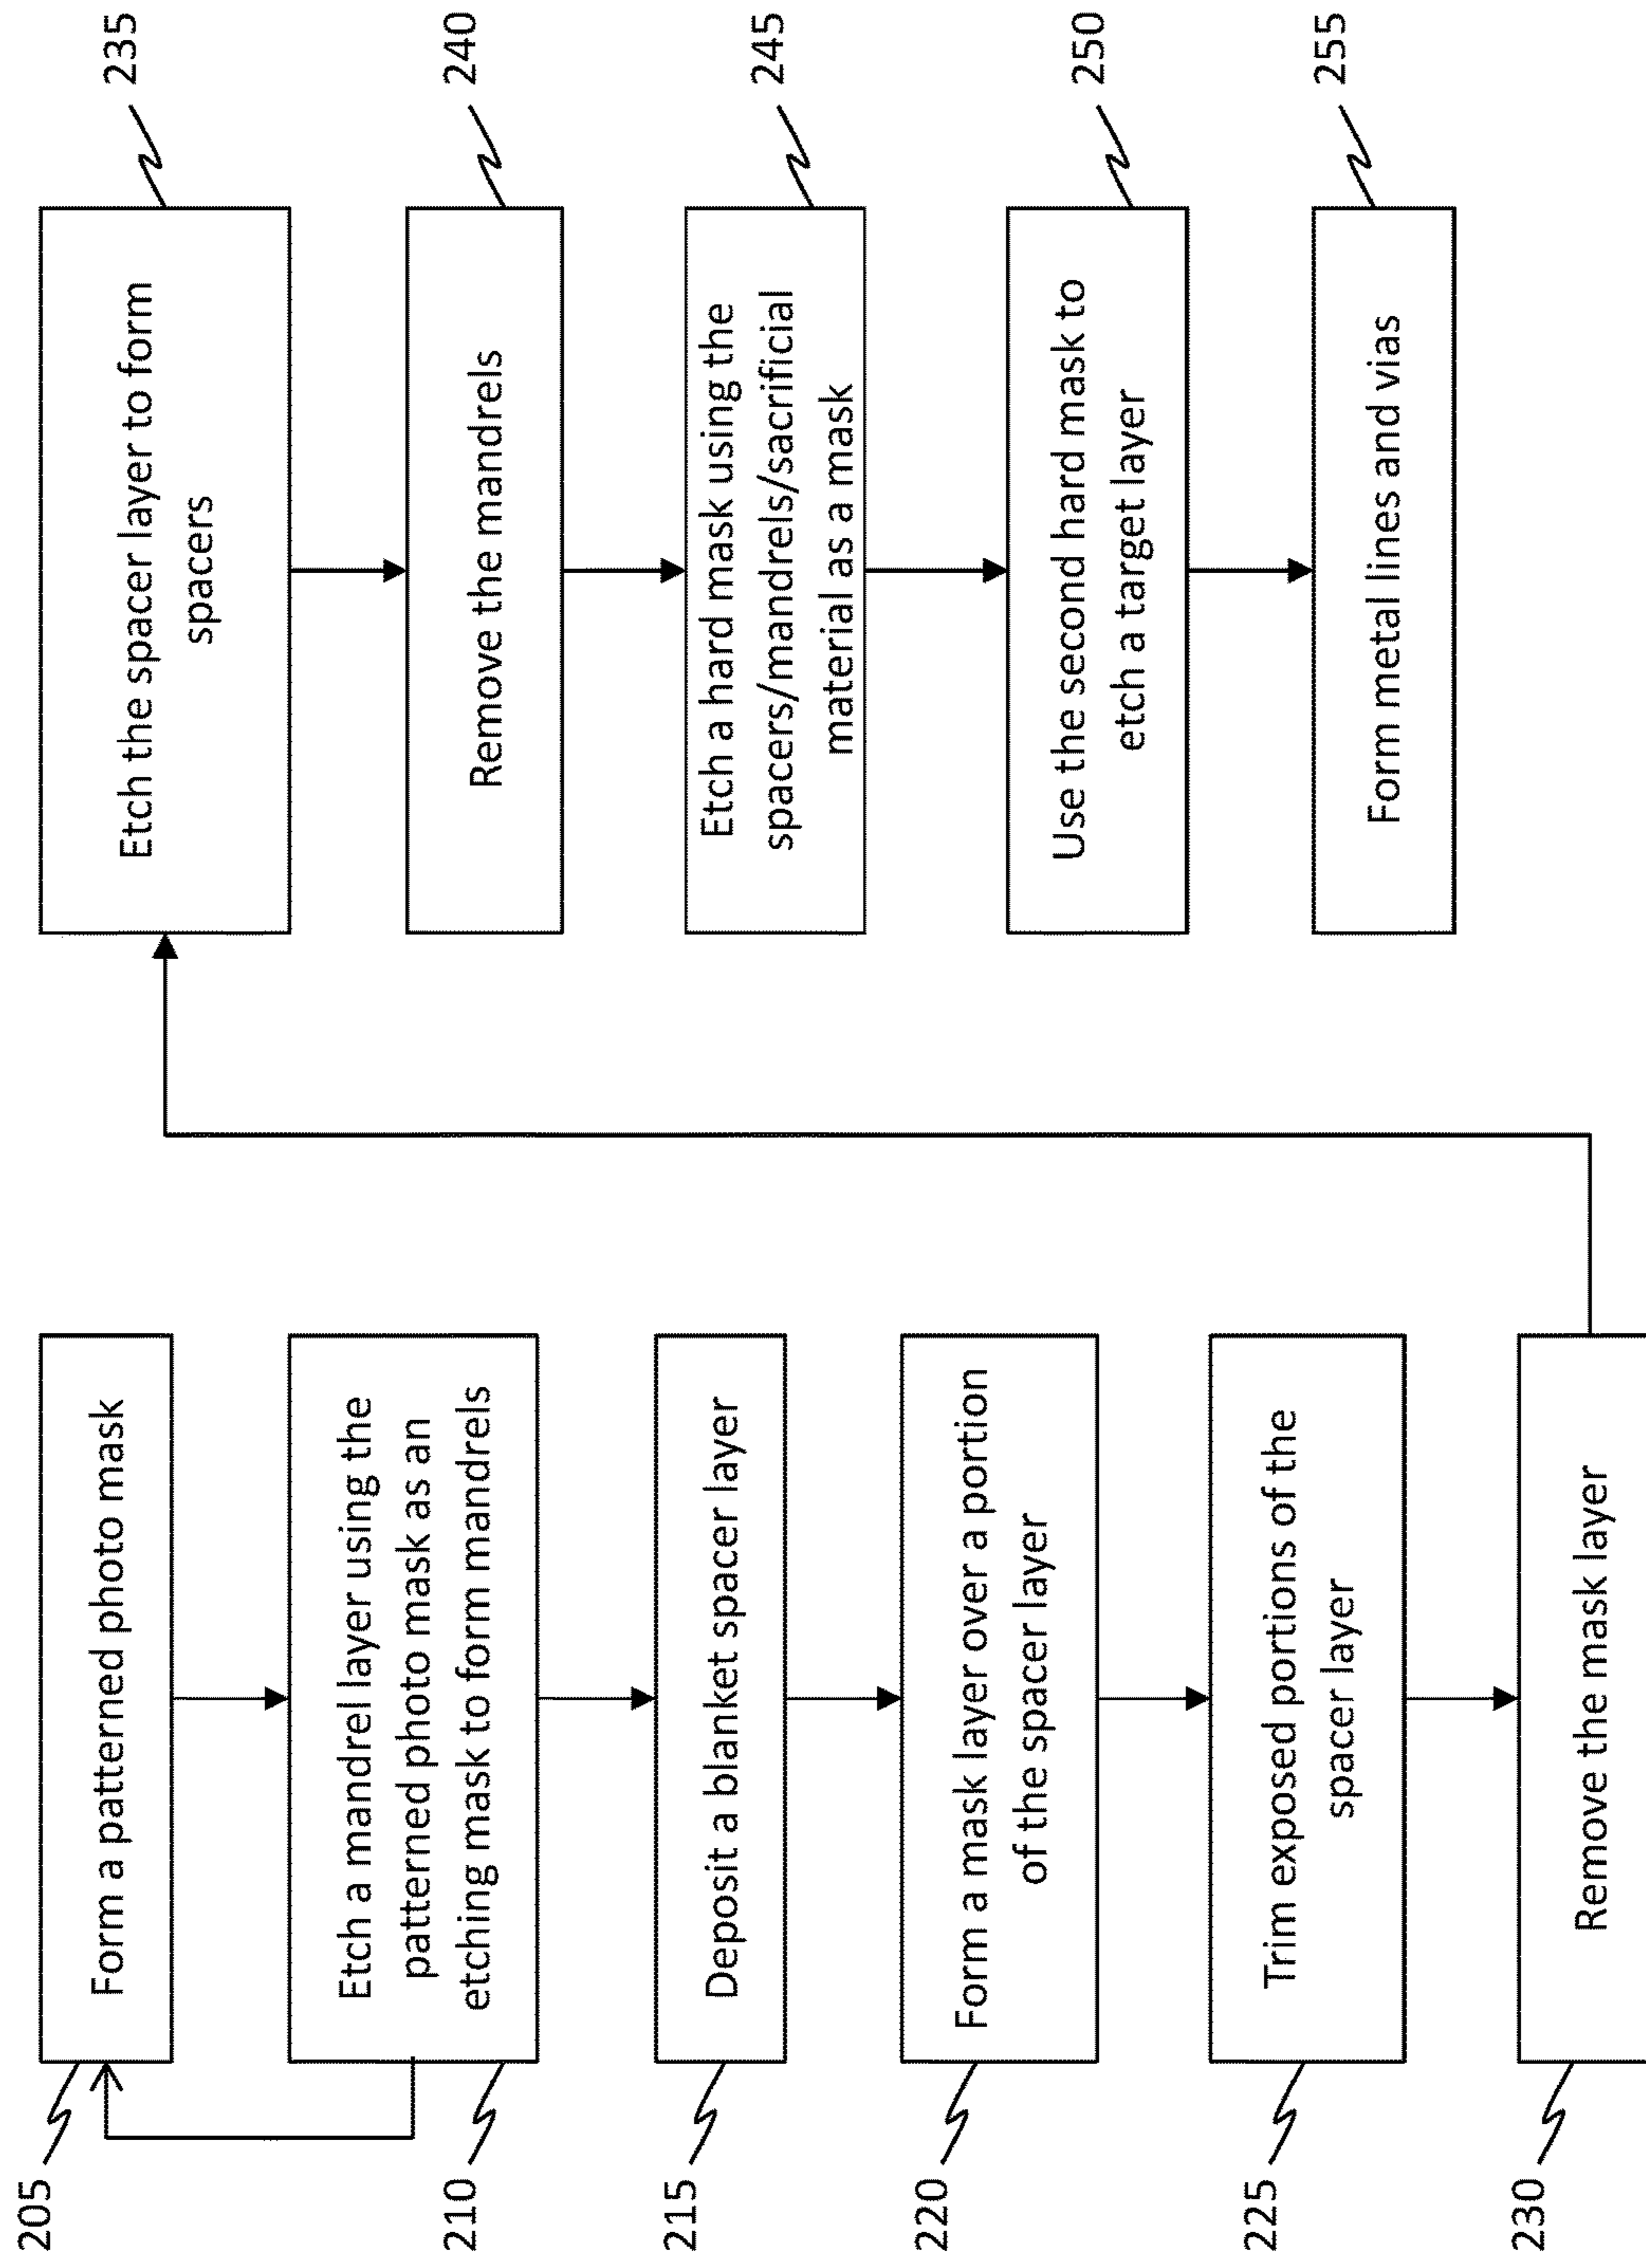 205
Form a patterned photo mask
210
Etch a mandrel layer using the
patterned photo mask as an
etching mask to form mandrels
215
Deposit a blanket spacer layer
220
Form a mask layer over a portion
of the spacer layer
225
Trim exposed portions of the
spacer layer
230
Remove the mask layer
235
Etch the spacer layer to form
spacers
240
Remove the mandrels
245
Etch a hard mask using the
spacers/mandrels/sacrificial
material as a mask
250
Use the second hard mask to
etch a target layer
255
Form metal lines and vias